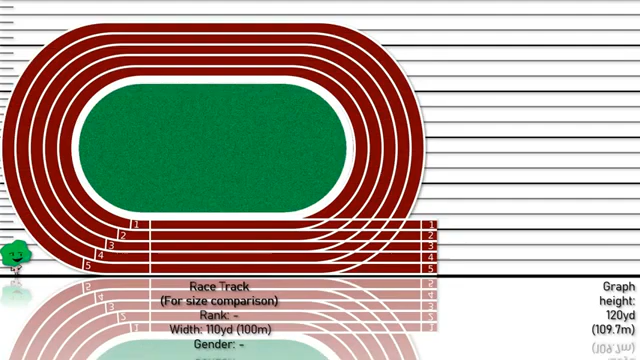 1
1
2
2
3
3
4
4
5
5
Race Track
(For size comparison)
Rank: -
Width: 110yd (100m)
Gender: -
Graph
height:
120yd
(109.7m)